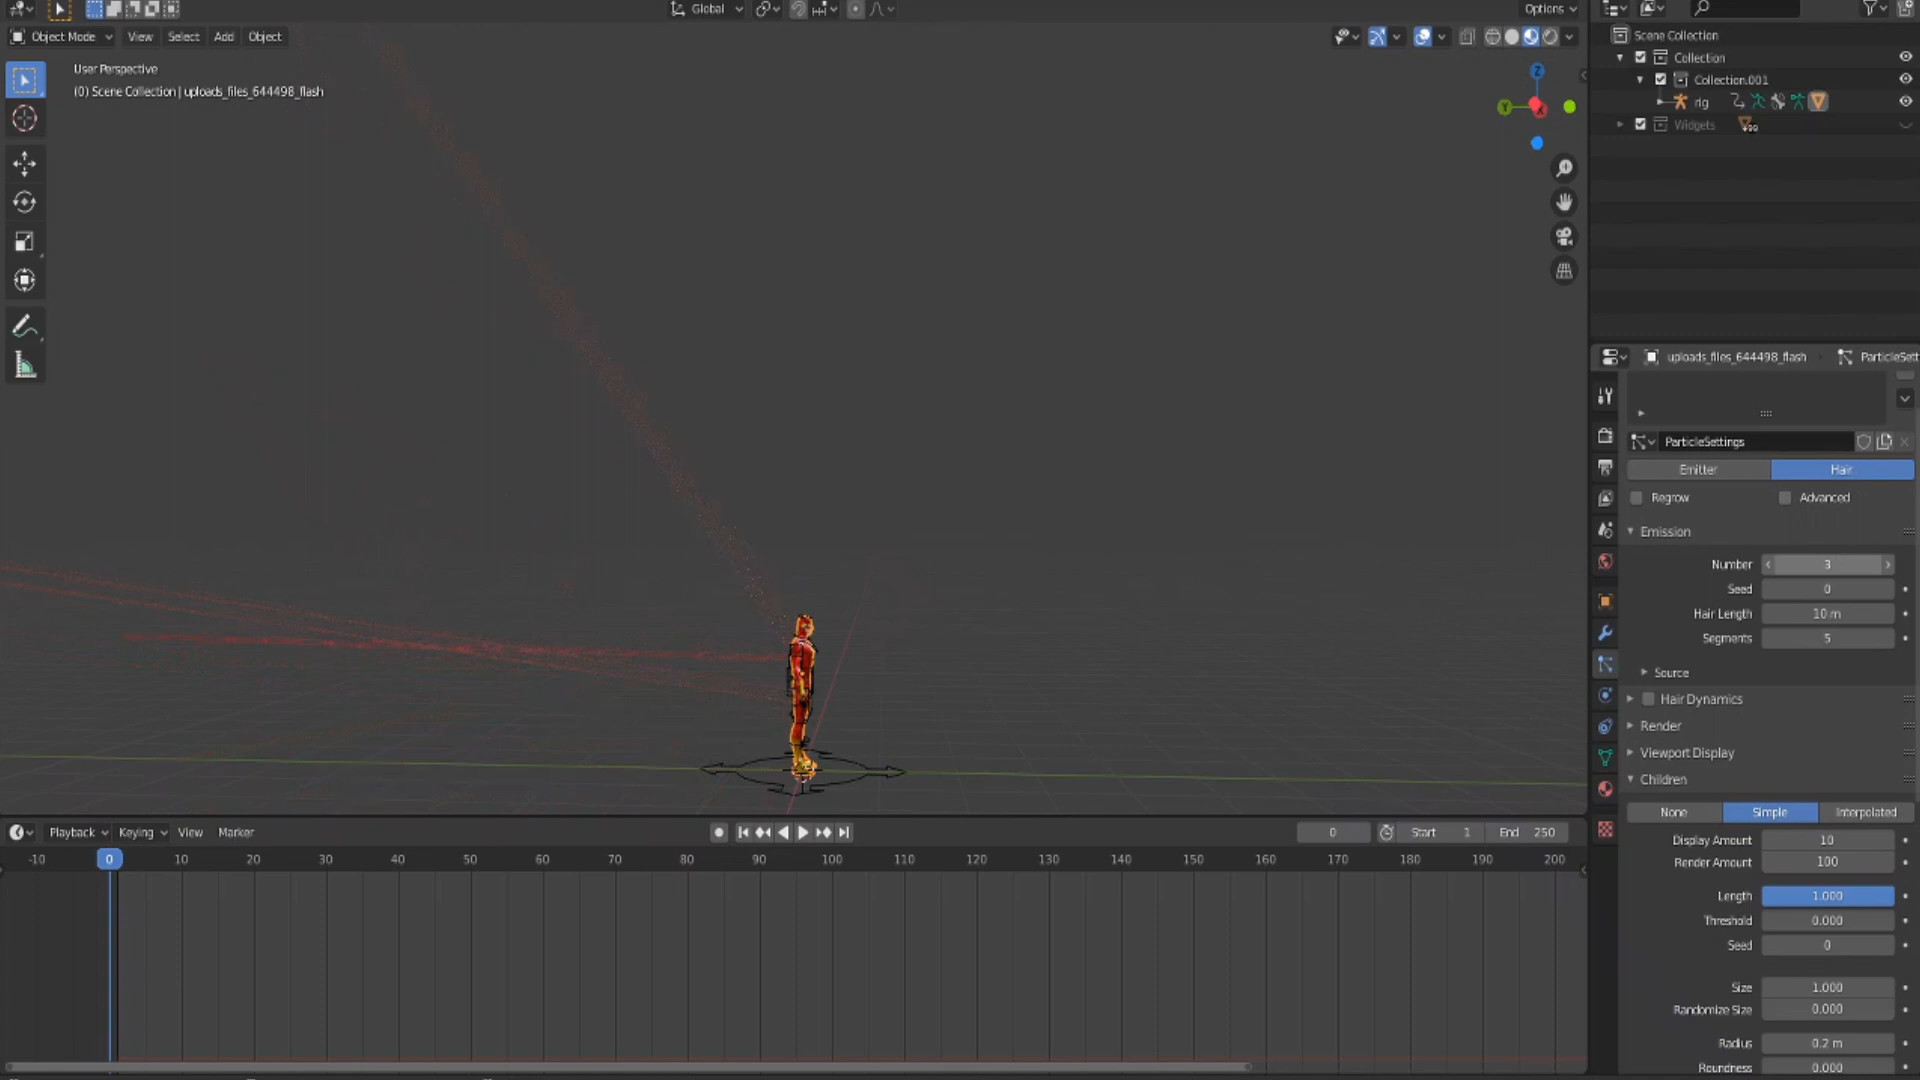 Global
Options
Object Mode View Select Add Object
User Perspective
(0) Scene Collection | uploads_files_644498_flash
Z
Y
X
Scene Collection
Collection
Collection.001
rig
Widgets
uploads_files_644498_flash ParticleSett
ParticleSettings
Emitter Hair
Regrow Advanced
Emission
Number 3
Seed 0
Hair Length 10 m
Segments 5
Source
Hair Dynamics
Render
Viewport Display
Children
None Simple Interpolated
Display Amount 10
Render Amount 100
Length 1.000
Threshold 0.000
Seed 0
Size 1.000
Randomize Size 0.000
Radius 0.2 m
Roundness 0.000
Playback Keying View Marker
0 Start 1 End 250
-10 0 10 20 30 40 50 60 70 80 90 100 110 120 130 140 150 160 170 180 190 200